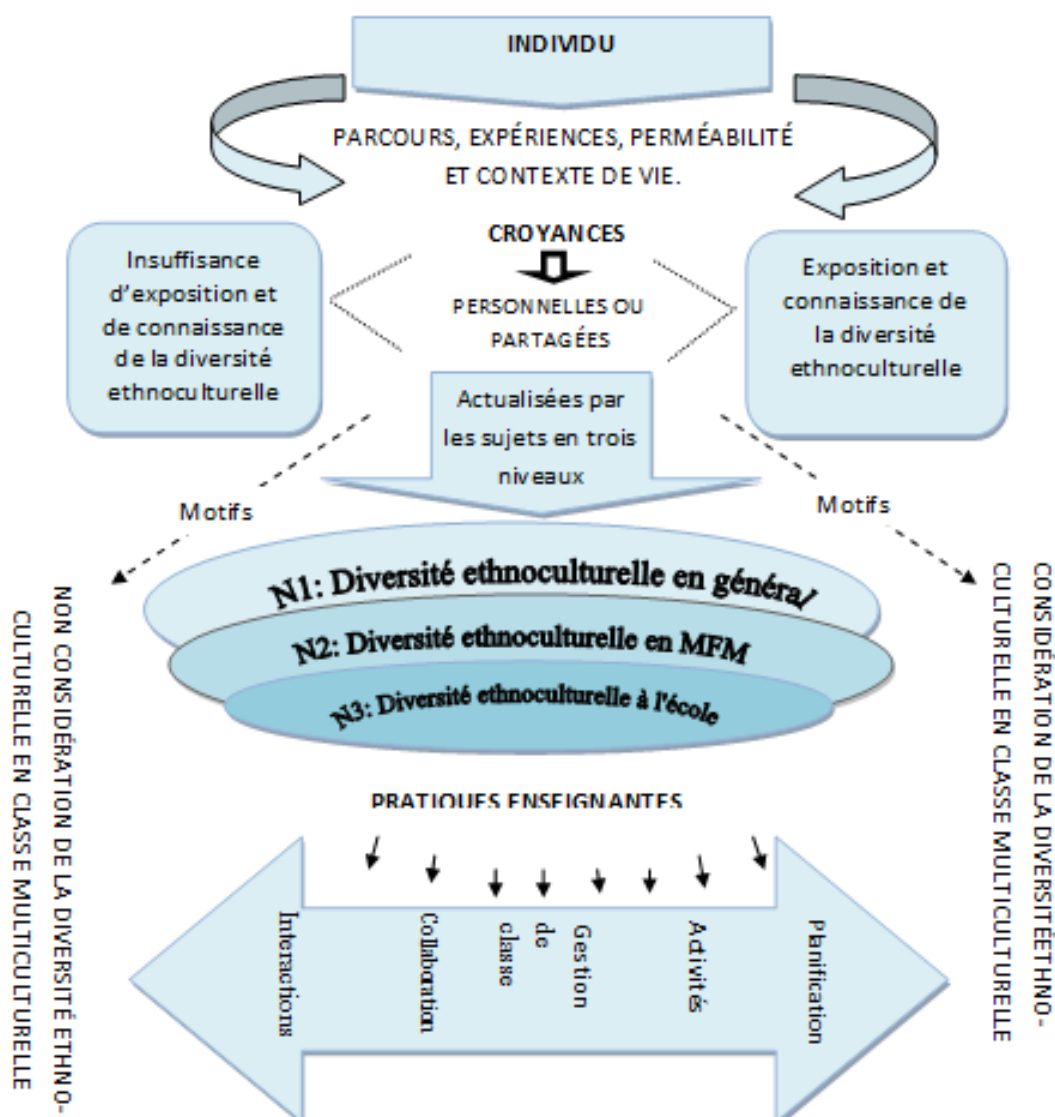 INDIVIDU
PARCOURS, EXPÉRIENCES, PERMÉABILITÉ
ET CONTEXTE DE VIE.
CROYANCES
PERSONNELLES OU
PARTAGÉES
Insuffisance
d'exposition et
de connaissance
de la diversité
ethnoculturelle
Exposition et
connaissance de
la diversité
ethnoculturelle
Actualisées par
les sujets en trois
niveaux
Motifs
Motifs
N1: Diversité ethnoculturelle en général
N2: Diversité ethnoculturelle en MFM
N3: Diversité ethnoculturelle à l'école
NON CONSIDÉRATION DE LA DIVERSITÉ ETHNO-
CULTURELLE EN CLASSE MULTICULTURELLE
CONSIDÉRATION DE LA DIVERSITÉETHNO-
CULTURELLE EN CLASSE MULTICULTURELLE
PRATIQUES ENSEIGNANTES
Interactions
Collaboration
Gestion
de
classe
Activités
Planification